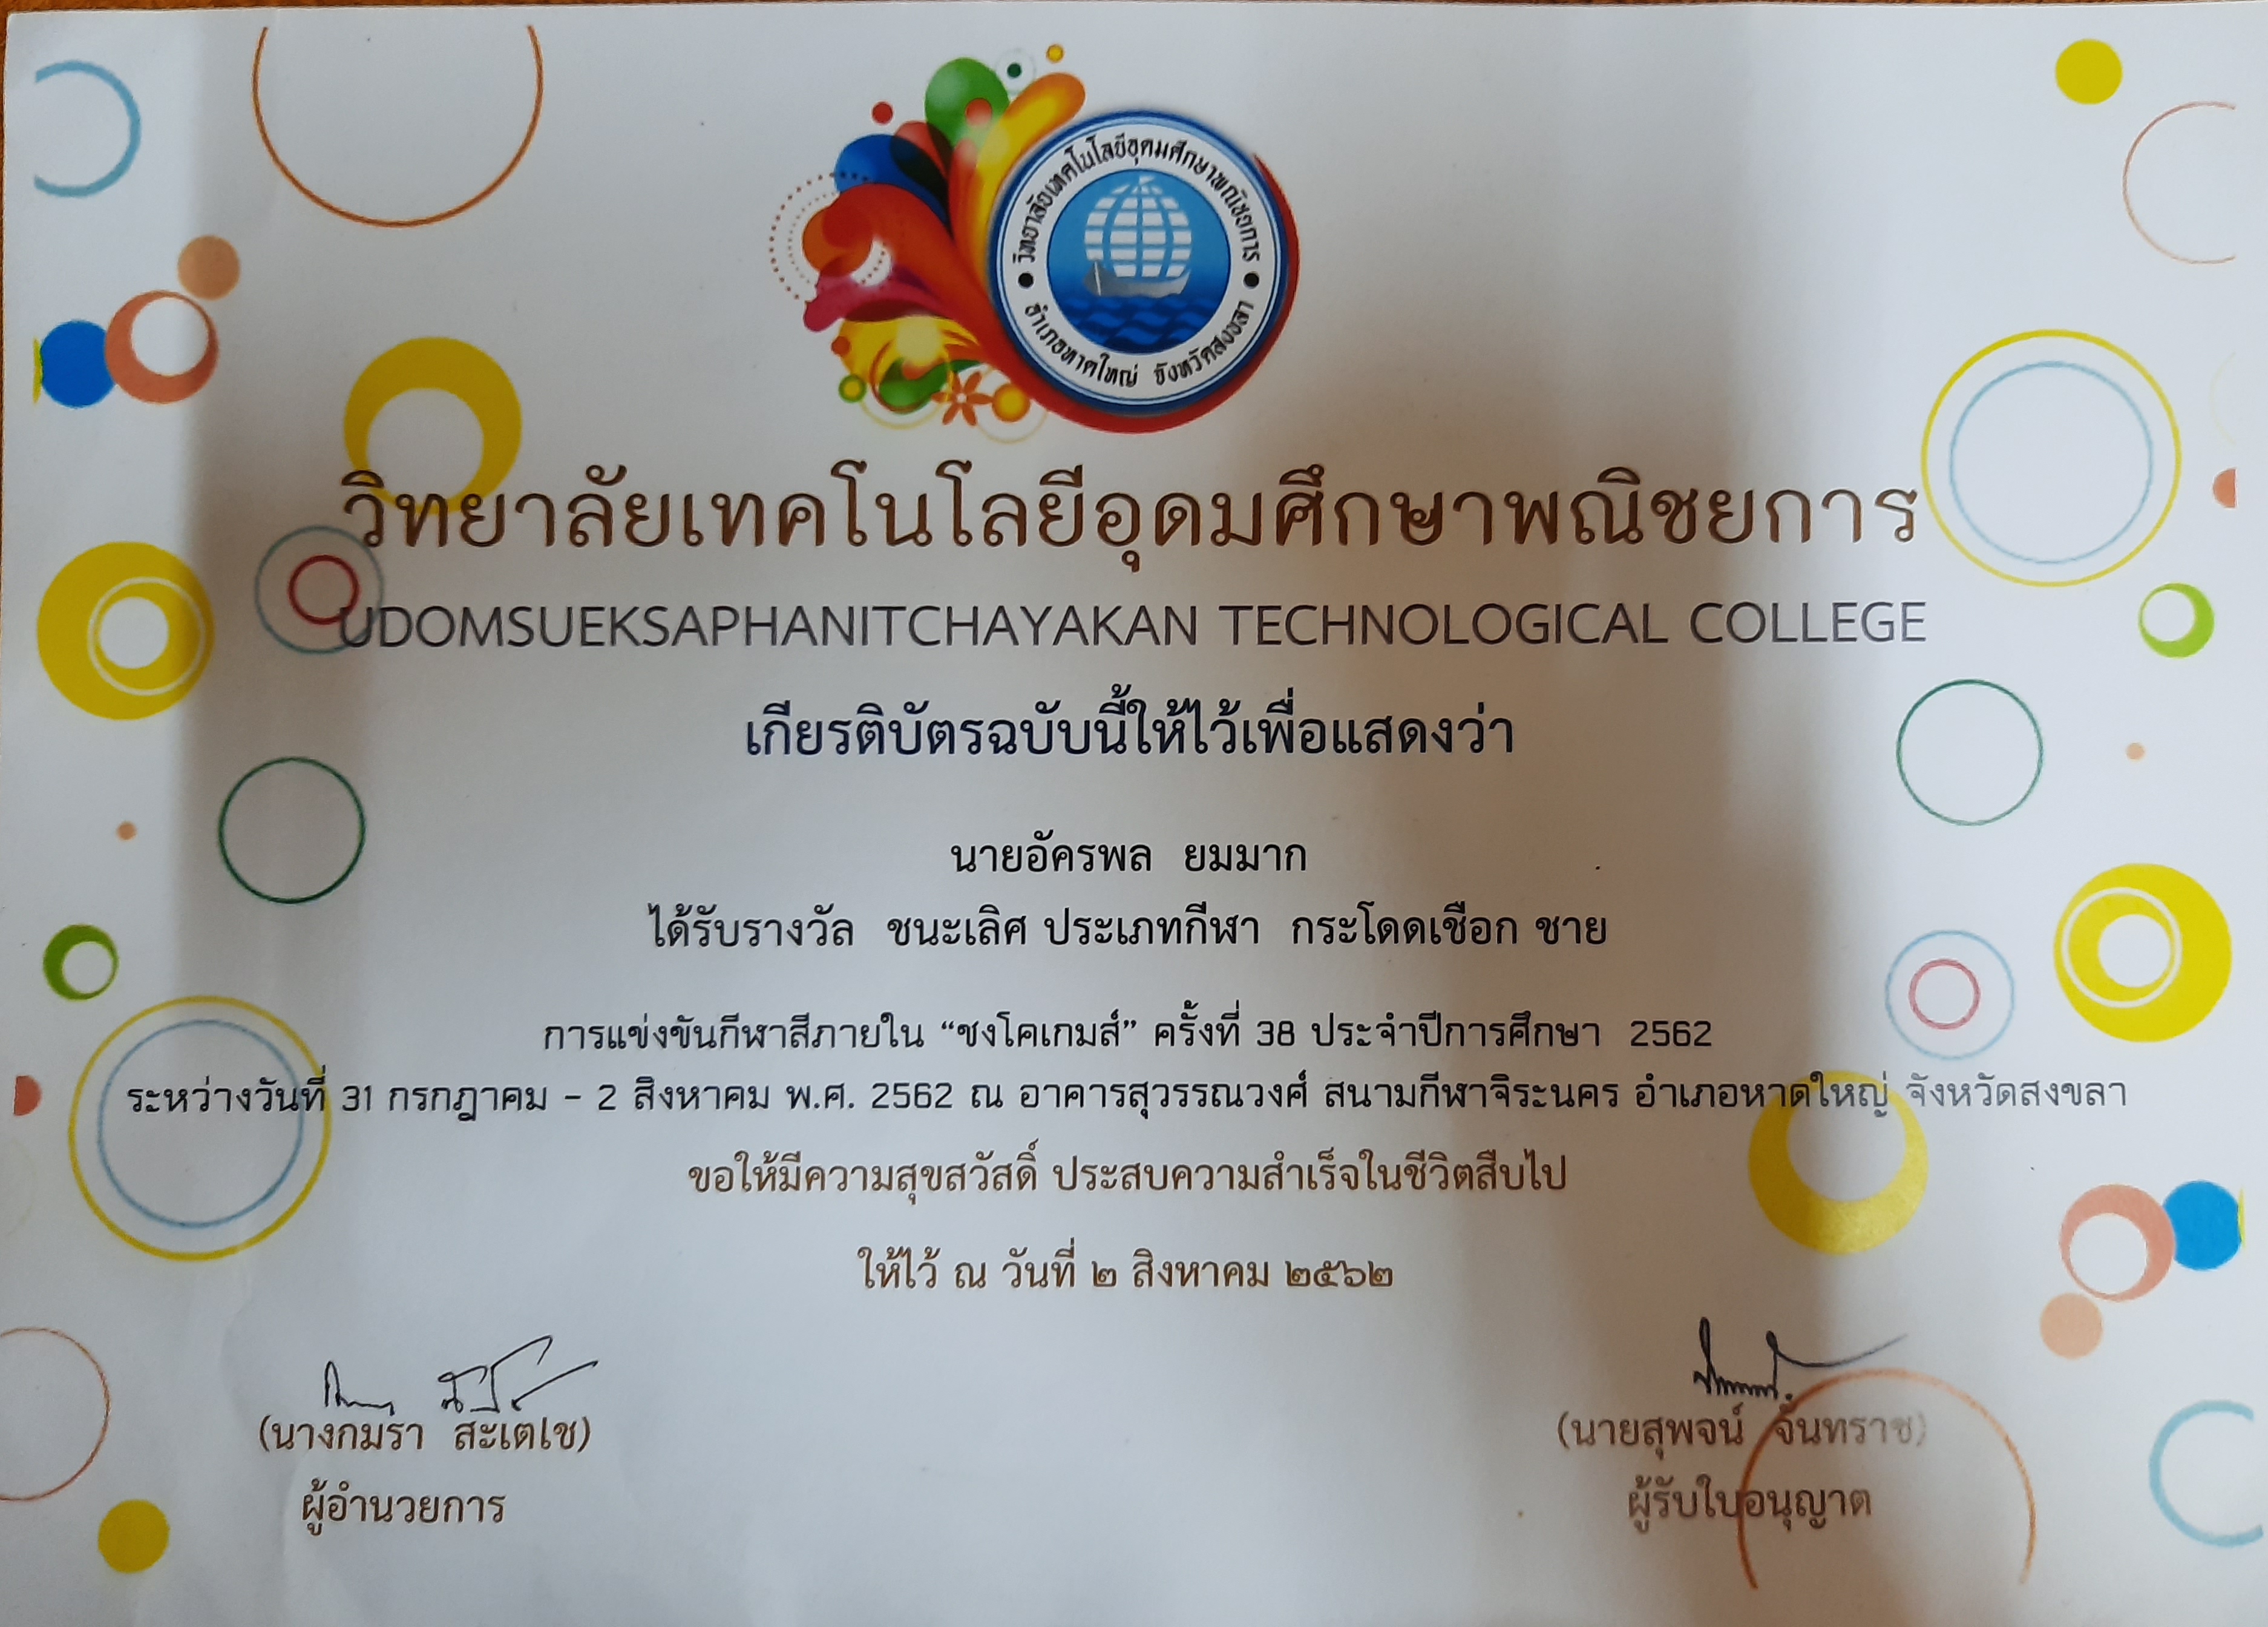 วิทยาลัยเทคโนโลยีอุดมศึกษาพณิชยการ
อำเภอหาดใหญ่ จังหวัดสงขลา
วิทยาลัยเทคโนโลยีอุดมศึกษาพณิชยการ
UDOMSUEKSAPHANITCHAYAKAN TECHNOLOGICAL COLLEGE
เกียรติบัตรฉบับนี้ให้ไว้เพื่อแสดงว่า
นายอัครพล ยมมาก
ได้รับรางวัล ชนะเลิศ ประเภทกีฬา กระโดดเชือก ชาย
การแข่งขันกีฬาสีภายใน “ชงโคเกมส์” ครั้งที่ 38 ประจำปีการศึกษา 2562
ระหว่างวันที่ 31 กรกฎาคม - 2 สิงหาคม พ.ศ. 2562 ณ อาคารสุวรรณวงศ์ สนามกีฬาจิระนคร อำเภอหาดใหญ่ จังหวัดสงขลา
ขอให้มีความสุขสวัสดิ์ ประสบความสำเร็จในชีวิตสืบไป
ให้ไว้ ณ วันที่ ๒ สิงหาคม ๒๕๖๒
(นางกมรา สะเตเช) (นายสุพจน์ จันทราช)
ผู้อำนวยการ ผู้รับใบอนุญาต